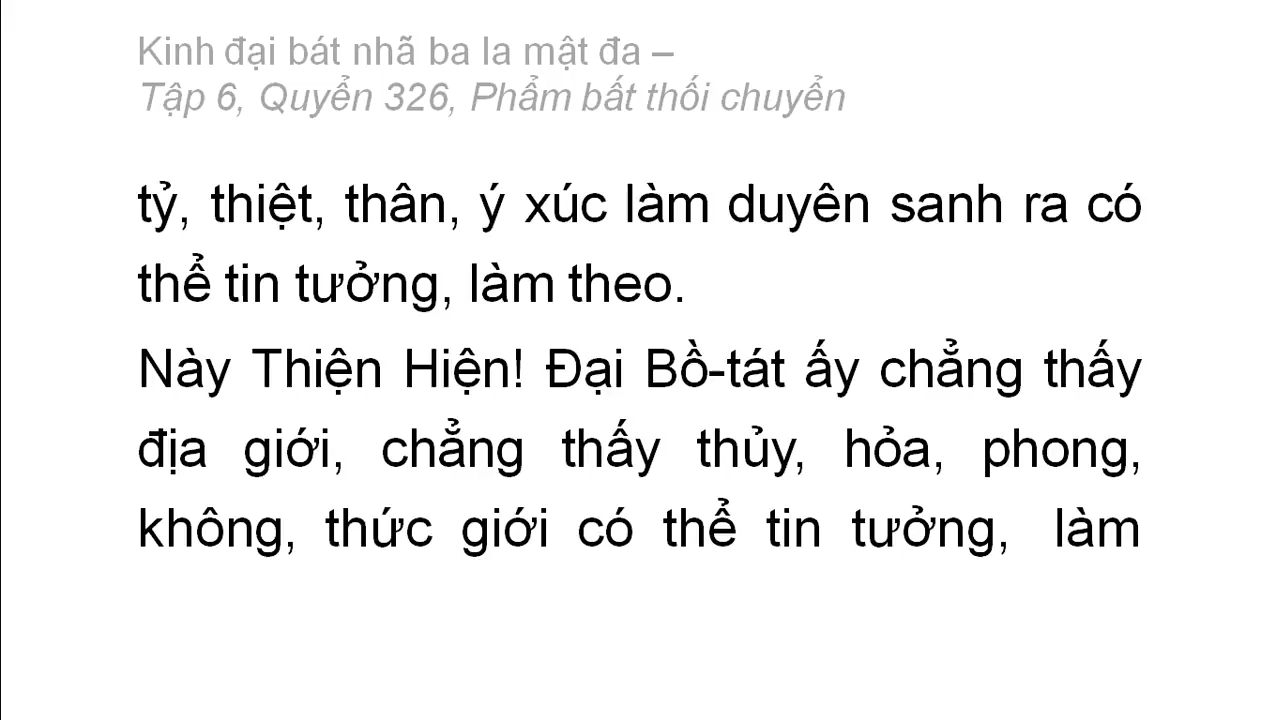 Kinh đại bát nhã ba la mật đa –
Tập 6, Quyển 326, Phẩm bất thối chuyển
tỷ, thiệt, thân, ý xúc làm duyên sanh ra có
thể tin tưởng, làm theo.
Này Thiện Hiện! Đại Bồ-tát ấy chẳng thấy
địa giới, chẳng thấy thủy, hỏa, phong,
không, thức giới có thể tin tưởng, làm